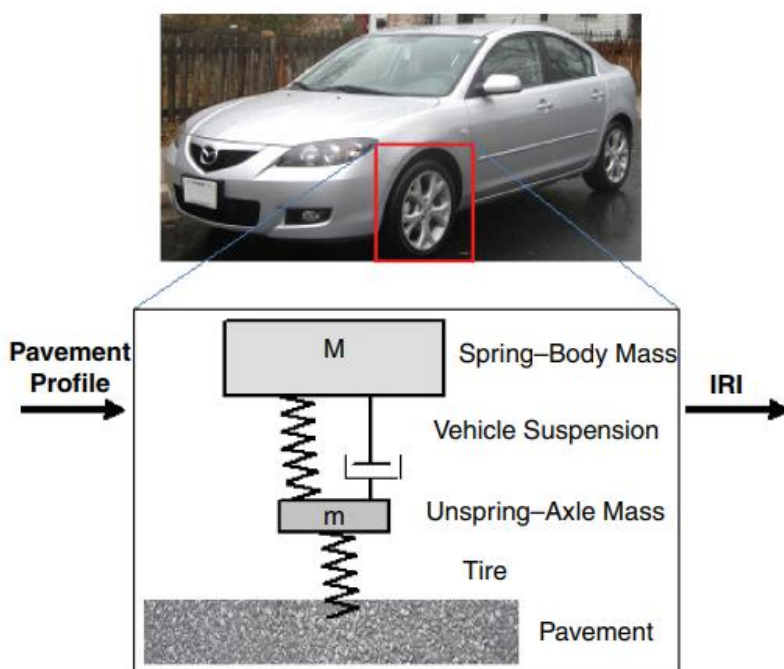 Pavement
Profile
M
Spring–Body Mass
IRI
Vehicle Suspension
m
Unspring–Axle Mass
Tire
Pavement